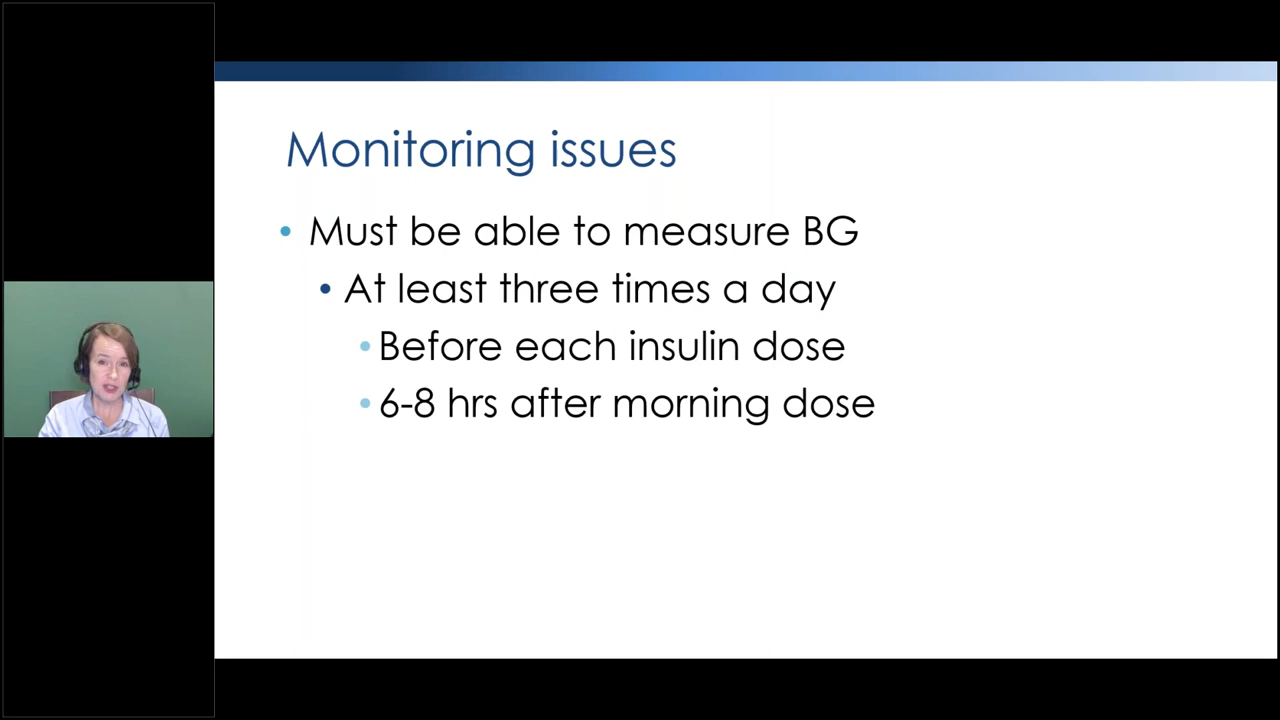 Monitoring issues
• Must be able to measure BG
• At least three times a day
• Before each insulin dose
• 6-8 hrs after morning dose